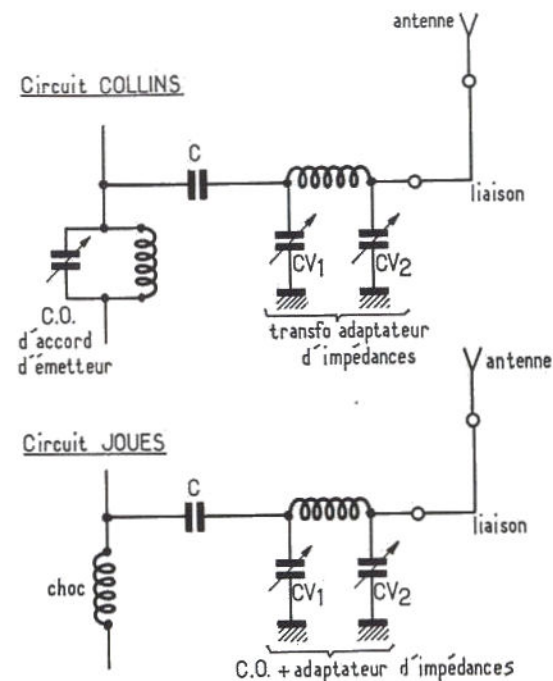 antenne
Circuit COLLINS
C
liaison
CV1
CV2
C.O.
d'accord
d'émetteur
transfo adaptateur
d'impédances
antenne
Circuit JOUES
C
liaison
choc
CV1
CV2
C.O. + adaptateur d'impédances